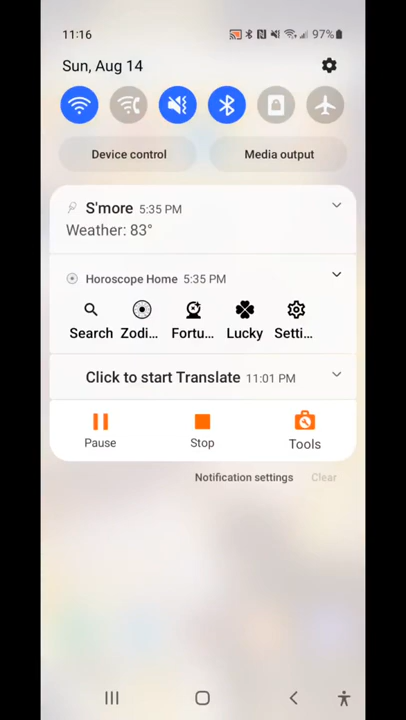 11:16 97%
Sun, Aug 14
Device control Media output
S'more 5:35 PM
Weather: 83°
Horoscope Home 5:35 PM
Search Zodi... Fortu... Lucky Setti...
Click to start Translate 11:01 PM
Pause Stop Tools
Notification settings Clear